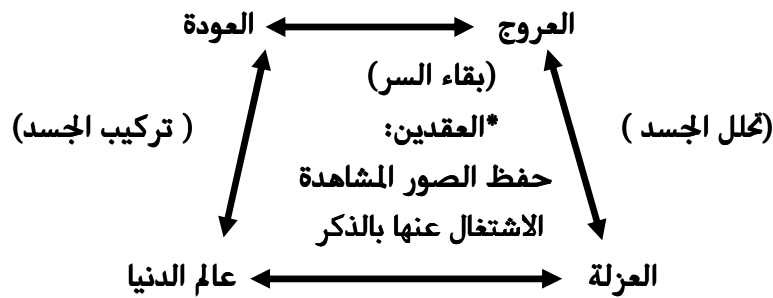 العروج
العودة
(بقاء السر)
(تحلل الجسد )
*العقدين:
( تركيب الجسد)
حفظ الصور المشاهدة
الاشتغال عنها بالذكر
العزلة
عالم الدنيا